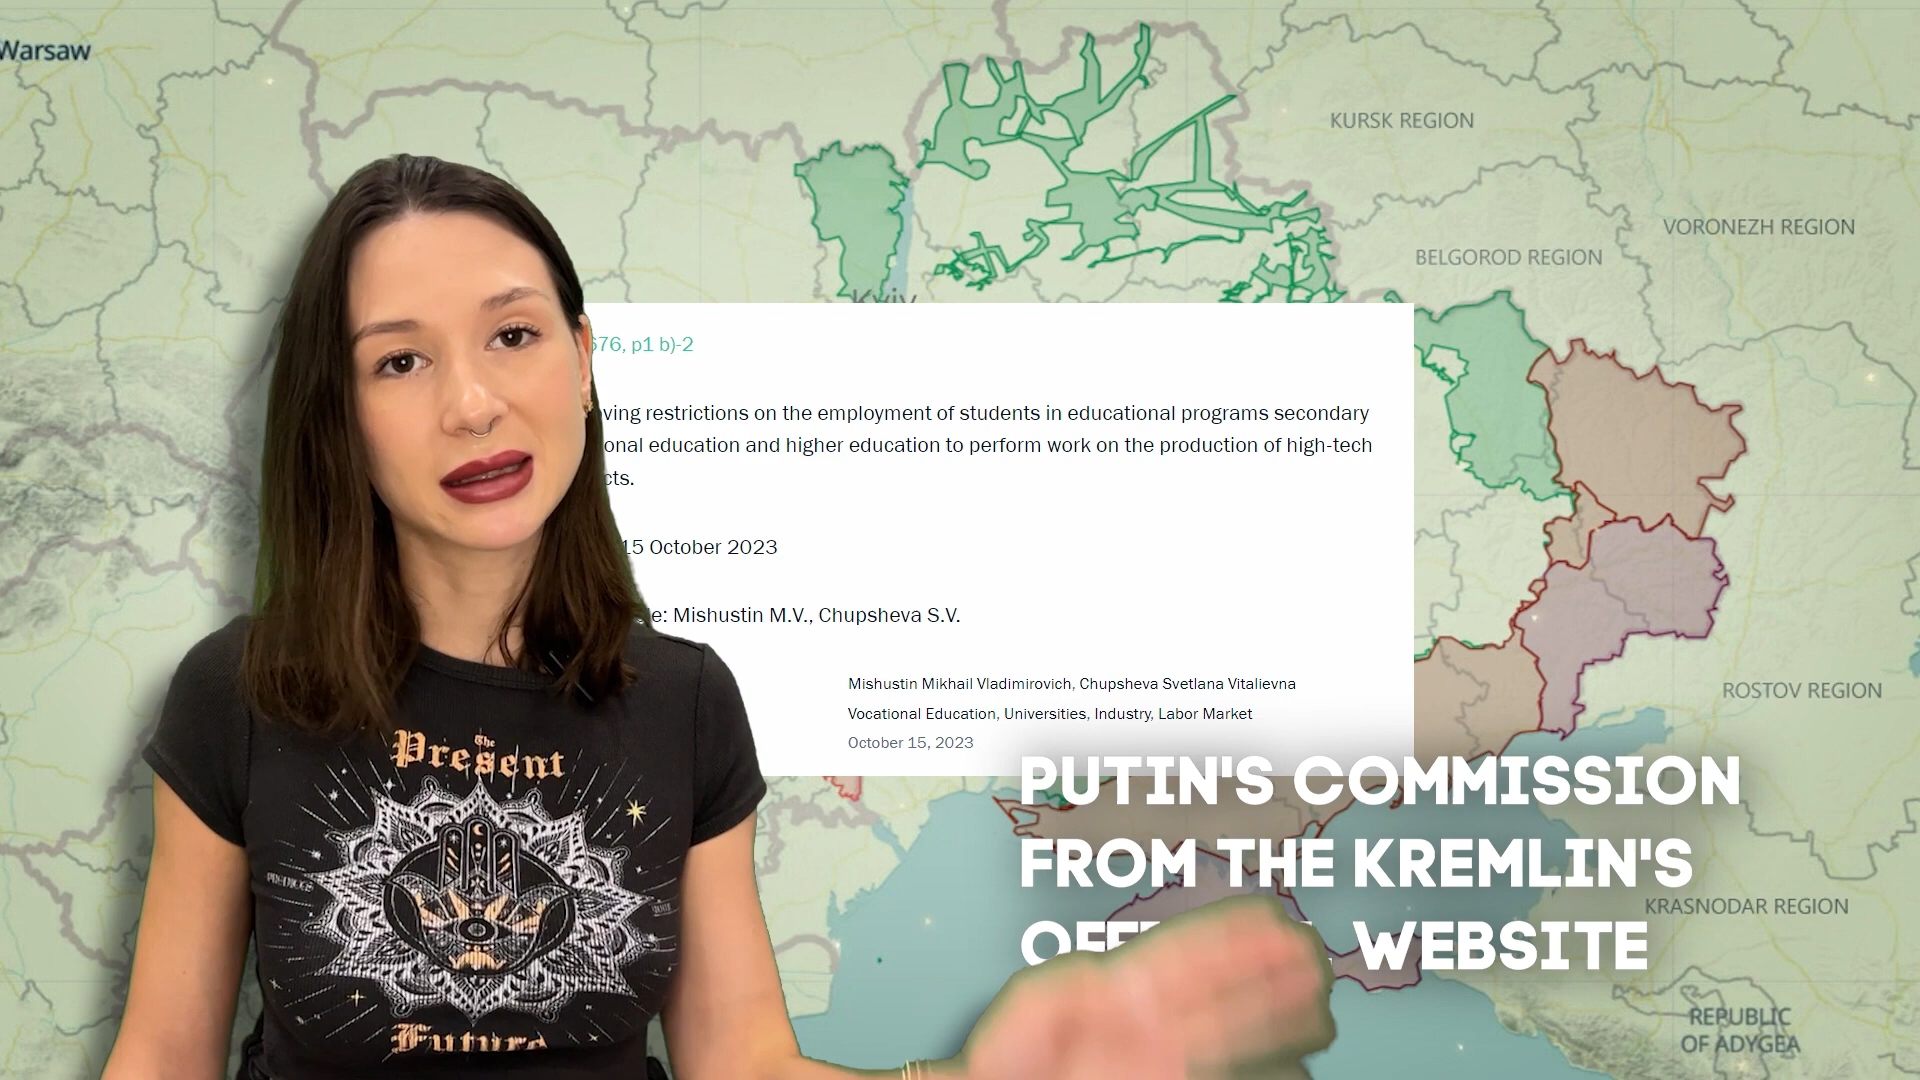 Warsaw
KURSK REGION
VORONEZH REGION
BELGOROD REGION
Kyiv
676, p1 b)-2
restrictions on the employment of students in educational programs secondary
education and higher education to perform work on the production of high-tech
15 October 2023
Mishustin M.V., Chupsheva S.V.
Mishustin Mikhail Vladimirovich, Chupsheva Svetlana Vitalievna
Vocational Education, Universities, Industry, Labor Market
October 15, 2023
ROSTOV REGION
The
Present
Future
PUTIN'S COMMISSION
FROM THE KREMLIN'S
WEBSITE
KRASNODAR REGION
REPUBLIC
OF ADYGEA